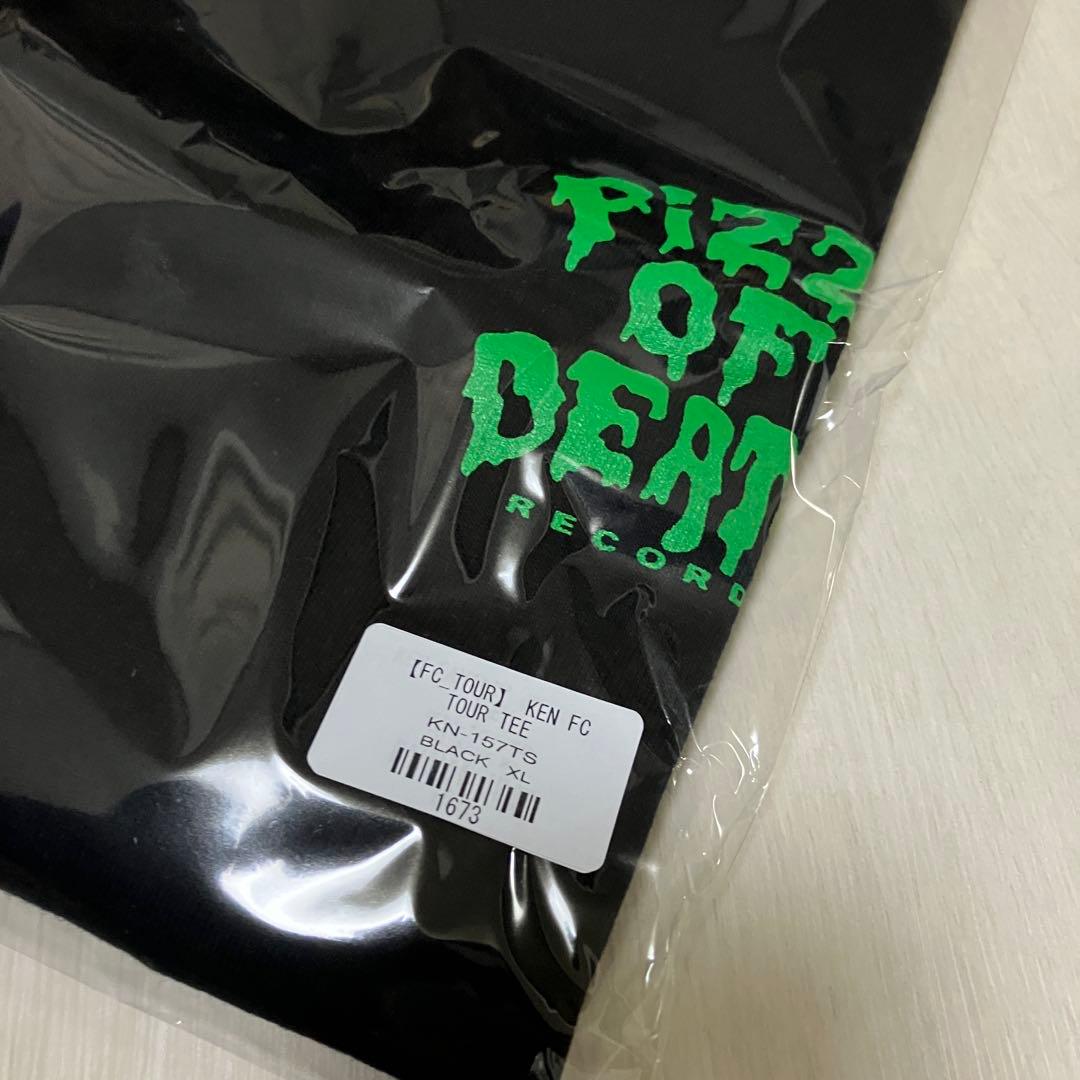 PiZZ
OF
DEAT
RECORD
【FC_TOUR】 KEN FC
TOUR TEE
KN-157TS
BLACK XL
1673